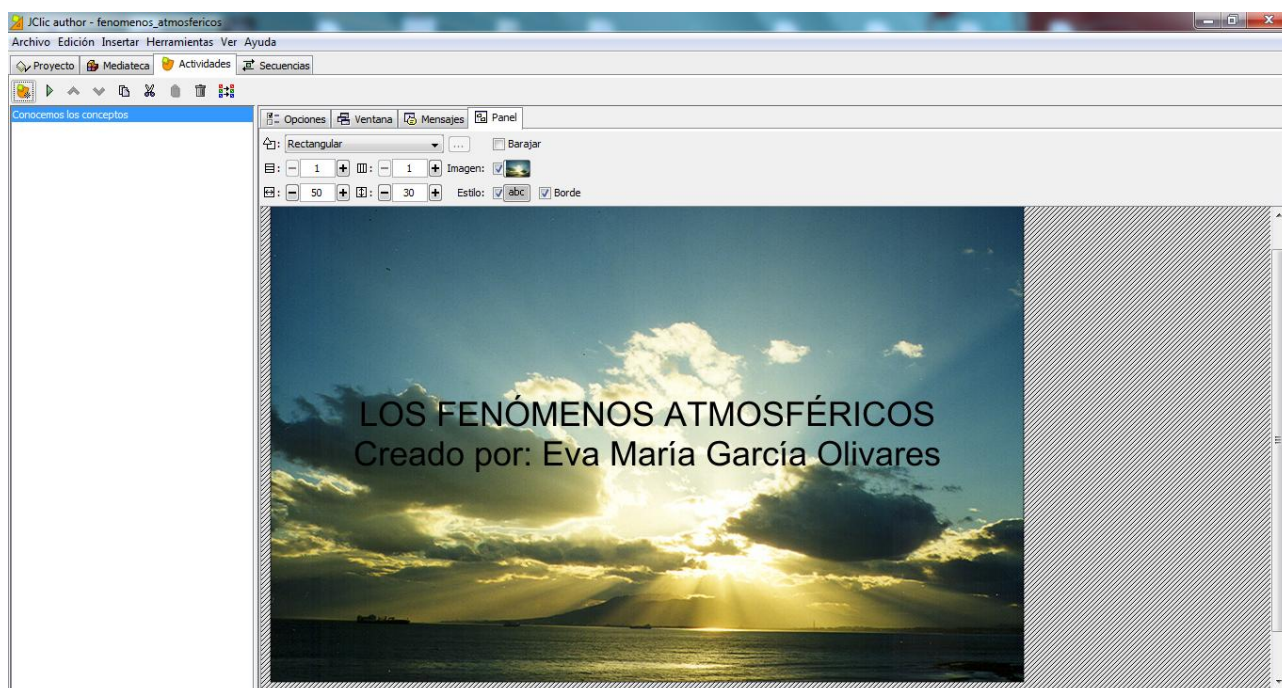 JClic author - fenomenos_atmosfericos
Archivo Edición Insertar Herramientas Ver Ayuda
Proyecto Mediateca Actividades Secuencias
Conocemos los conceptos
Opciones Ventana Mensajes Panel
Rectangular ... Barajar
1 1 Imagen:
50 30 Estilo: abc Borde
LOS FENÓMENOS ATMOSFÉRICOS
Creado por: Eva María García Olivares